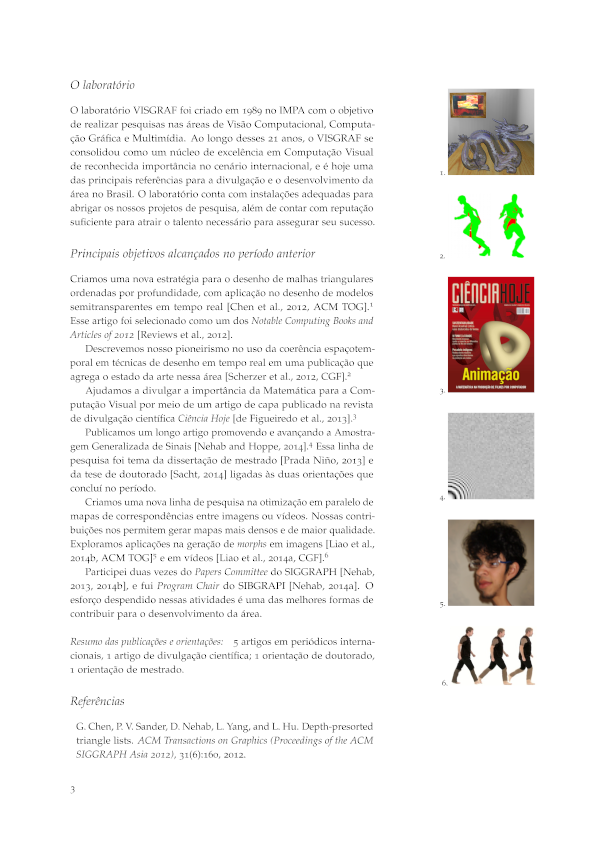 O laboratório
O laboratório VISGRAF foi criado em 1989 no IMPA com o objetivo
de realizar pesquisas nas áreas de Visão Computacional, Computa-
ção Gráfica e Multimídia. Ao longo desses 21 anos, o VISGRAF se
consolidou como um núcleo de excelência em Computação Visual
de reconhecida importância no cenário internacional, e é hoje uma
das principais referências para a divulgação e o desenvolvimento da
área no Brasil. O laboratório conta com instalações adequadas para
abrigar os nossos projetos de pesquisa, além de contar com reputação
suficiente para atrair o talento necessário para assegurar seu sucesso.
Principais objetivos alcançados no período anterior
Criamos uma nova estratégia para o desenho de malhas triangulares
ordenadas por profundidade, com aplicação no desenho de modelos
semitransparentes em tempo real [Chen et al., 2012, ACM TOG].¹
Esse artigo foi selecionado como um dos Notable Computing Books and
Articles of 2012 [Reviews et al., 2012].
Descrevemos nosso pioneirismo no uso da coerência espaçotem-
poral em técnicas de desenho em tempo real em uma publicação que
agrega o estado da arte nessa área [Scherzer et al., 2012, CGF].²
Ajudamos a divulgar a importância da Matemática para a Com-
putação Visual por meio de um artigo de capa publicado na revista
de divulgação científica Ciência Hoje [de Figueiredo et al., 2013].³
Publicamos um longo artigo promovendo e avançando a Amostra-
gem Generalizada de Sinais [Nehab and Hoppe, 2014].⁴ Essa linha de
pesquisa foi tema da dissertação de mestrado [Prada Niño, 2013] e
da tese de doutorado [Sacht, 2014] ligadas às duas orientações que
concluí no período.
Criamos uma nova linha de pesquisa na otimização em paralelo de
mapas de correspondências entre imagens ou vídeos. Nossas contri-
buições nos permitem gerar mapas mais densos e de maior qualidade.
Exploramos aplicações na geração de morphs em imagens [Liao et al.,
2014b, ACM TOG]⁵ e em vídeos [Liao et al., 2014a, CGF].⁶
Participei duas vezes do Papers Committee do SIGGRAPH [Nehab,
2013, 2014b], e fui Program Chair do SIBGRAPI [Nehab, 2014a]. O
esforço despendido nessas atividades é uma das melhores formas de
contribuir para o desenvolvimento da área.
Resumo das publicações e orientações: 5 artigos em periódicos interna-
cionais, 1 artigo de divulgação científica; 1 orientação de doutorado,
1 orientação de mestrado.
Referências
G. Chen, P. V. Sander, D. Nehab, L. Yang, and L. Hu. Depth-presorted
triangle lists. ACM Transactions on Graphics (Proceedings of the ACM
SIGGRAPH Asia 2012), 31(6):160, 2012.
3
1.
2.
CIÊNCIAHOJE
Animação
3.
4.
5.
6.